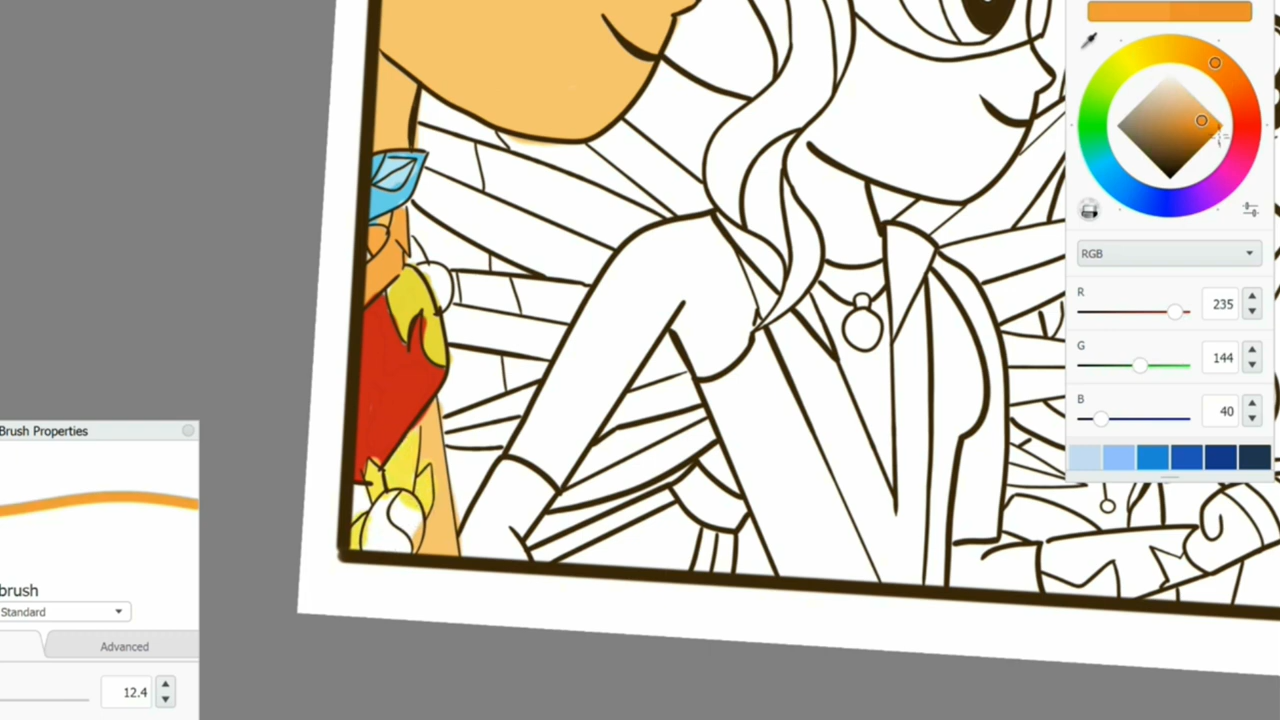 RGB
R
235
G
144
B
40
Brush Properties
brush
Standard
Advanced
12.4